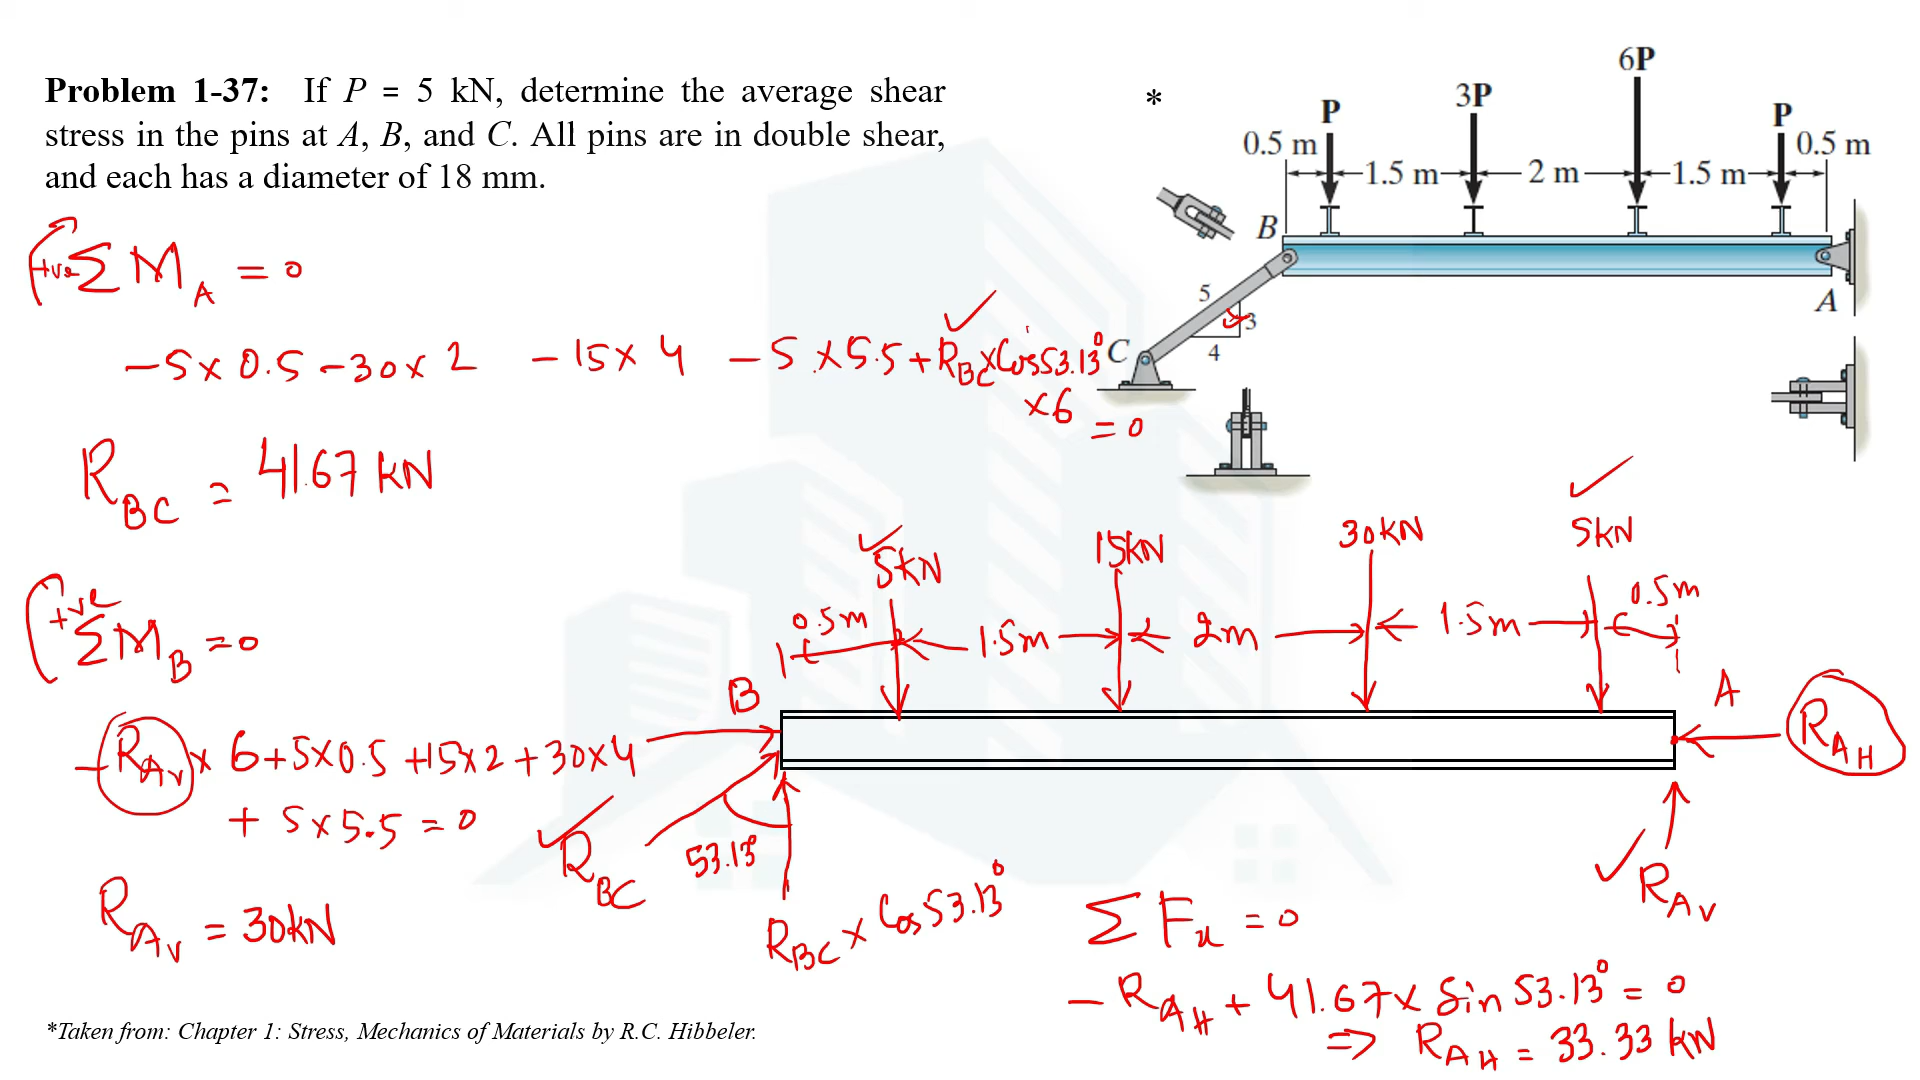 Problem 1-37: If P = 5 kN, determine the average shear
stress in the pins at A, B, and C. All pins are in double shear,
and each has a diameter of 18 mm.
*
6P
3P
P
P
0.5 m
0.5 m
1.5 m
2 m
1.5 m
B
A
5
3
4
C
+ve ΣM_A = 0
-5×0.5 -30×2 -15×4 -5×5.5 + R_BC×Cos53.13°
×6
= 0
R_BC = 41.67 kN
+ve ΣM_B = 0
-R_Av × 6+5×0.5 +15×2+30×4
+ 5×5.5 = 0
R_Av = 30kN
5kN
15kN
30kN
5kN
0.5m
1.5m
2m
1.5m
0.5m
B
A
R_AH
R_BC
53.13°
R_BC × Cos53.13°
R_AV
ΣF_x = 0
-R_AH + 41.67× Sin 53.13° = 0
⇒ R_AH = 33.33 kN
*Taken from: Chapter 1: Stress, Mechanics of Materials by R.C. Hibbeler.